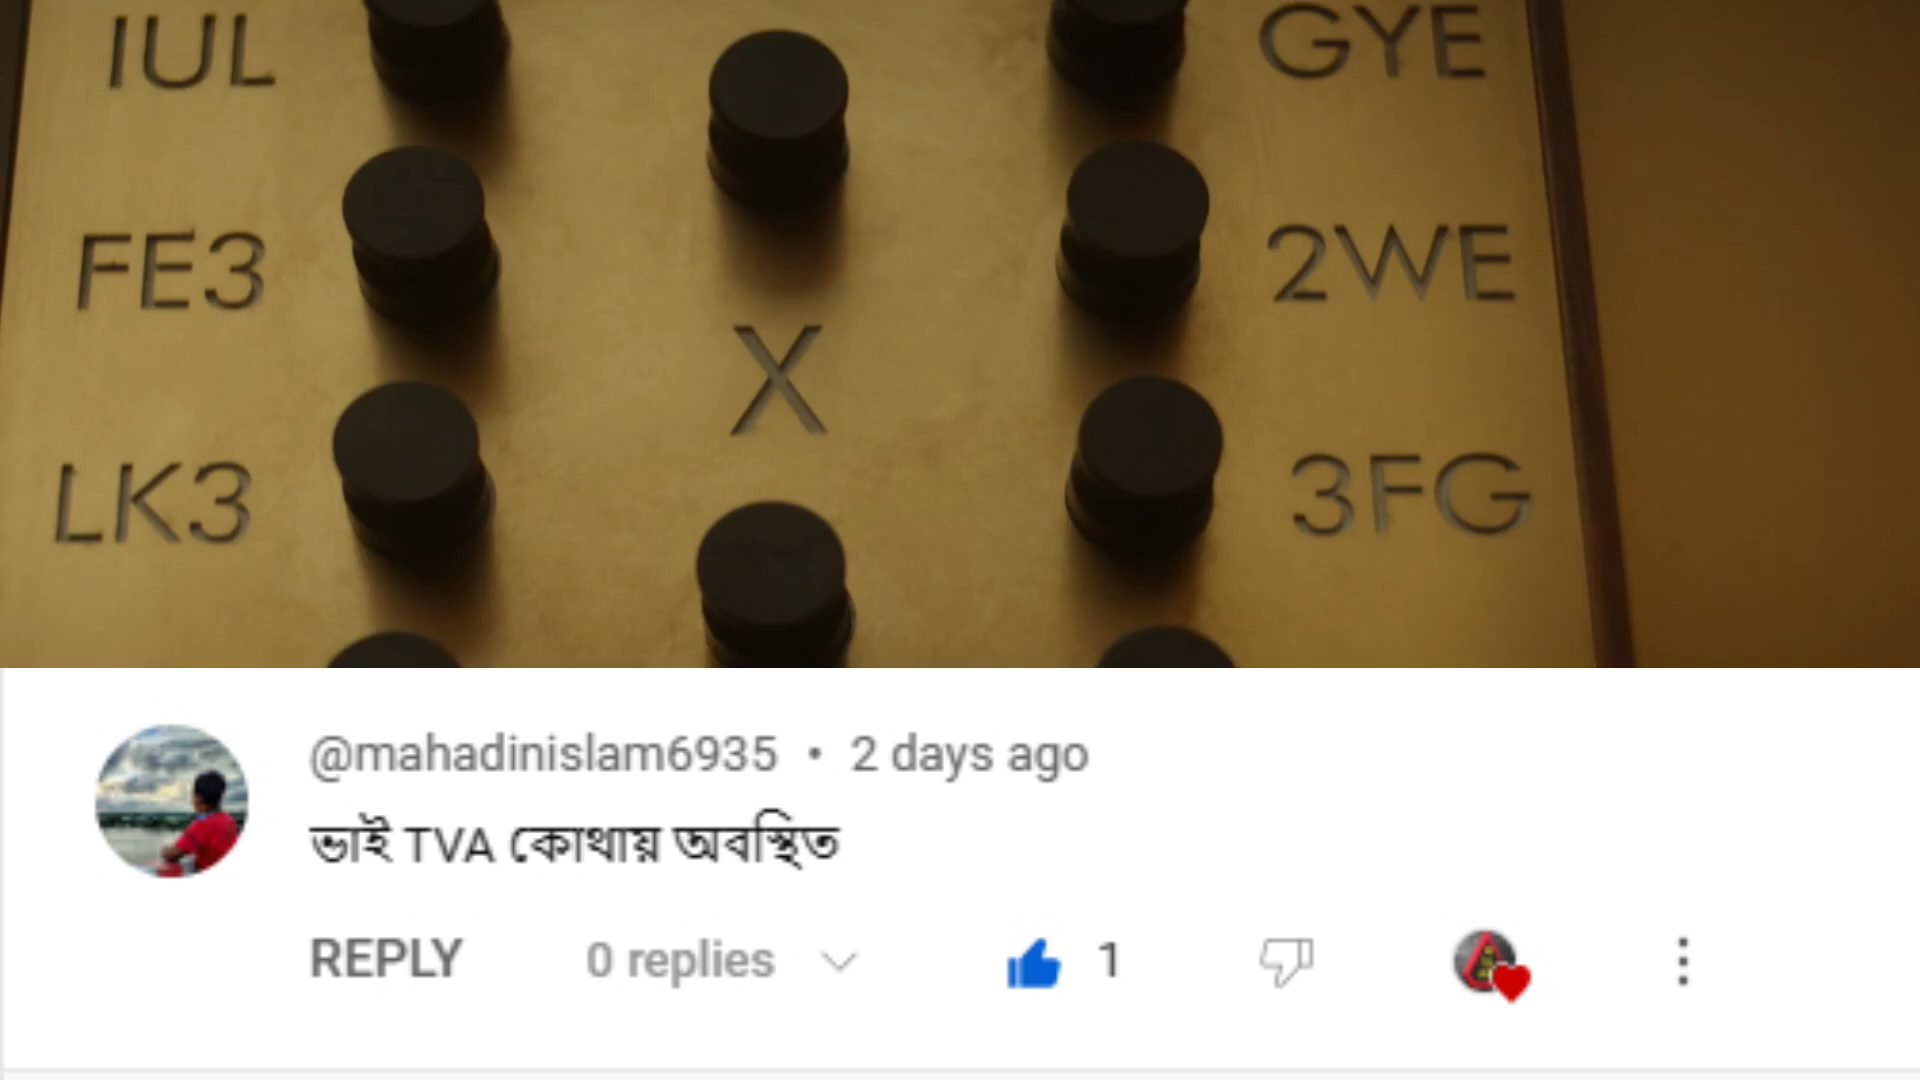 IUL GYE
FE3 2WE
X
LK3 3FG
@mahadinislam6935 • 2 days ago
ভাই TVA কোথায় অবস্থিত
REPLY 0 replies 1